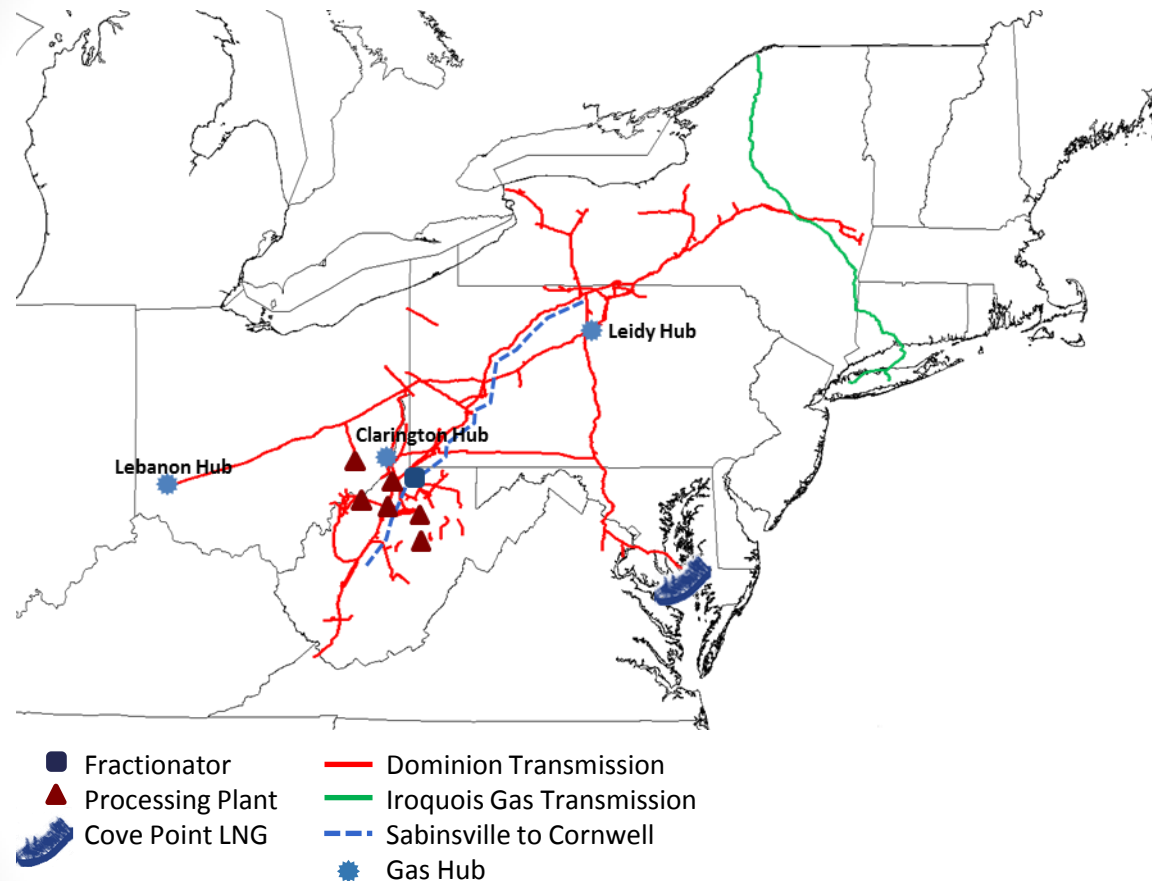 Leidy Hub
Clarington Hub
Lebanon Hub
Fractionator
Processing Plant
Cove Point LNG
Dominion Transmission
Iroquois Gas Transmission
Sabinsville to Cornwell
Gas Hub